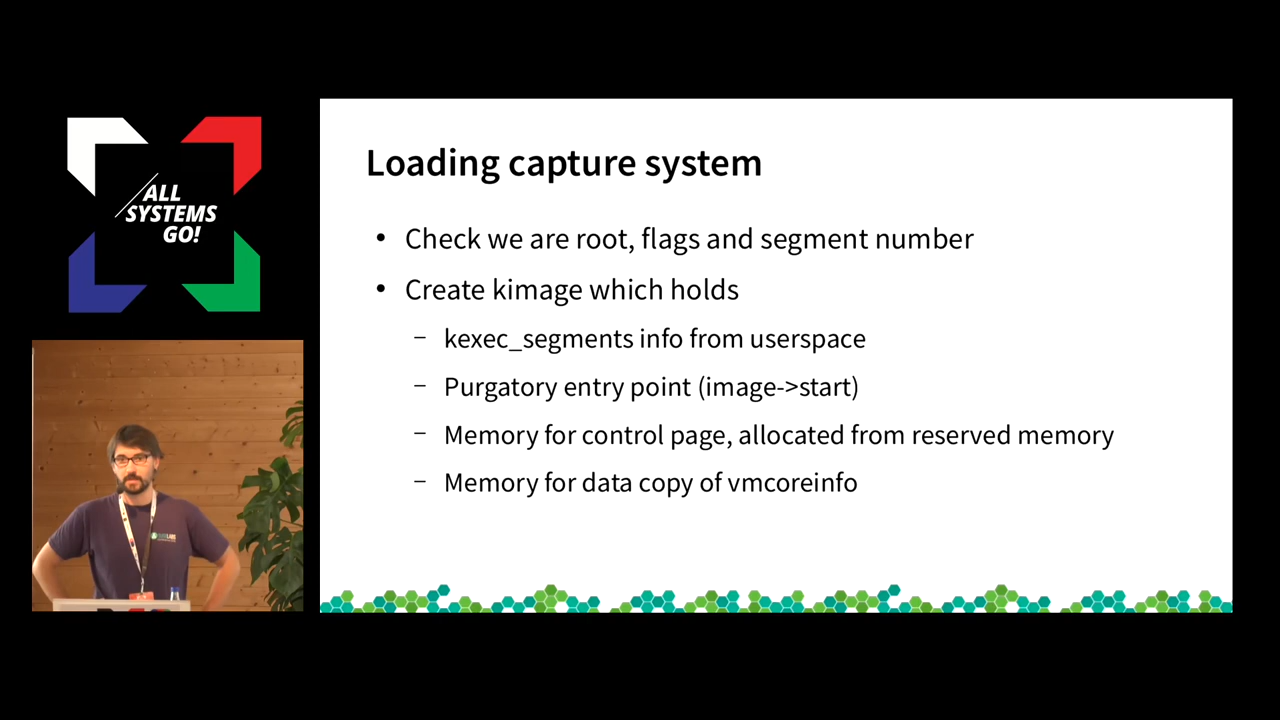 ALL
SYSTEMS
GO!
Loading capture system
• Check we are root, flags and segment number
• Create kimage which holds
– kexec_segments info from userspace
– Purgatory entry point (image->start)
– Memory for control page, allocated from reserved memory
– Memory for data copy of vmcoreinfo